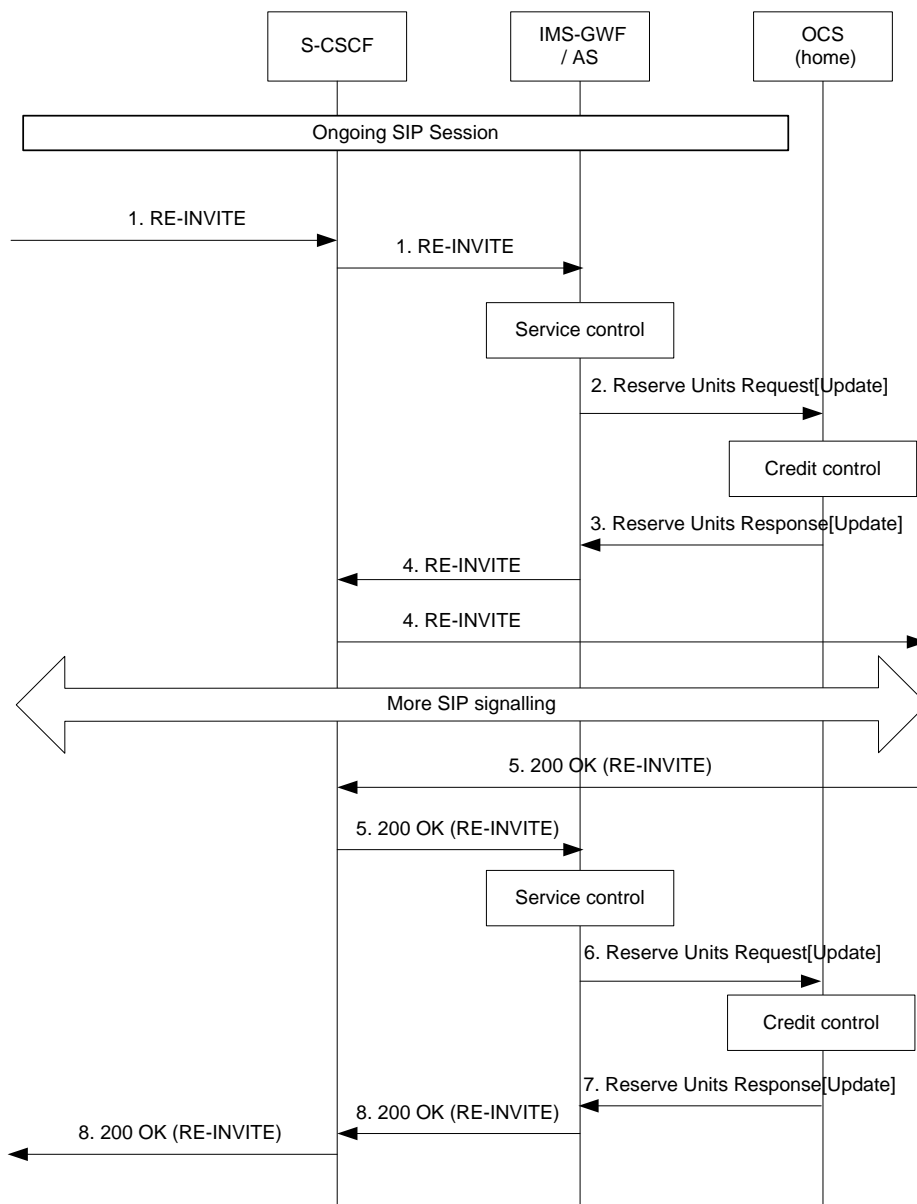 S-CSCF
IMS-GWF
/ AS
OCS
(home)
Ongoing SIP Session
1. RE-INVITE
1. RE-INVITE
Service control
2. Reserve Units Request[Update]
Credit control
3. Reserve Units Response[Update]
4. RE-INVITE
4. RE-INVITE
More SIP signalling
5. 200 OK (RE-INVITE)
5. 200 OK (RE-INVITE)
Service control
6. Reserve Units Request[Update]
Credit control
7. Reserve Units Response[Update]
8. 200 OK (RE-INVITE)
8. 200 OK (RE-INVITE)